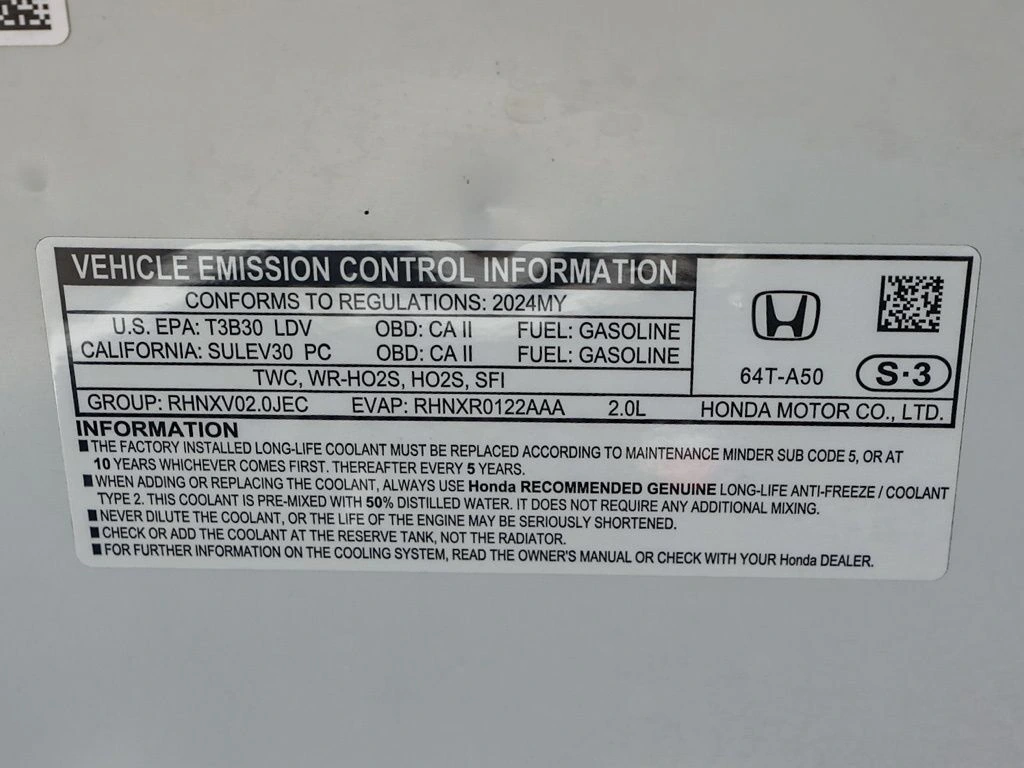 VEHICLE EMISSION CONTROL INFORMATION
CONFORMS TO REGULATIONS: 2024MY
U.S. EPA: T3B30 LDV OBD: CA II FUEL: GASOLINE
CALIFORNIA: SULEV30 PC OBD: CA II FUEL: GASOLINE
TWC, WR-HO2S, HO2S, SFI
GROUP: RHNXV02.0JEC EVAP: RHNXR0122AAA 2.0L
64T-A50 S·3
HONDA MOTOR CO., LTD.
INFORMATION
■ THE FACTORY INSTALLED LONG-LIFE COOLANT MUST BE REPLACED ACCORDING TO MAINTENANCE MINDER SUB CODE 5, OR AT
10 YEARS WHICHEVER COMES FIRST. THEREAFTER EVERY 5 YEARS.
■ WHEN ADDING OR REPLACING THE COOLANT, ALWAYS USE Honda RECOMMENDED GENUINE LONG-LIFE ANTI-FREEZE / COOLANT
TYPE 2. THIS COOLANT IS PRE-MIXED WITH 50% DISTILLED WATER. IT DOES NOT REQUIRE ANY ADDITIONAL MIXING.
■ NEVER DILUTE THE COOLANT, OR THE LIFE OF THE ENGINE MAY BE SERIOUSLY SHORTENED.
■ CHECK OR ADD THE COOLANT AT THE RESERVE TANK, NOT THE RADIATOR.
■ FOR FURTHER INFORMATION ON THE COOLING SYSTEM, READ THE OWNER'S MANUAL OR CHECK WITH YOUR Honda DEALER.